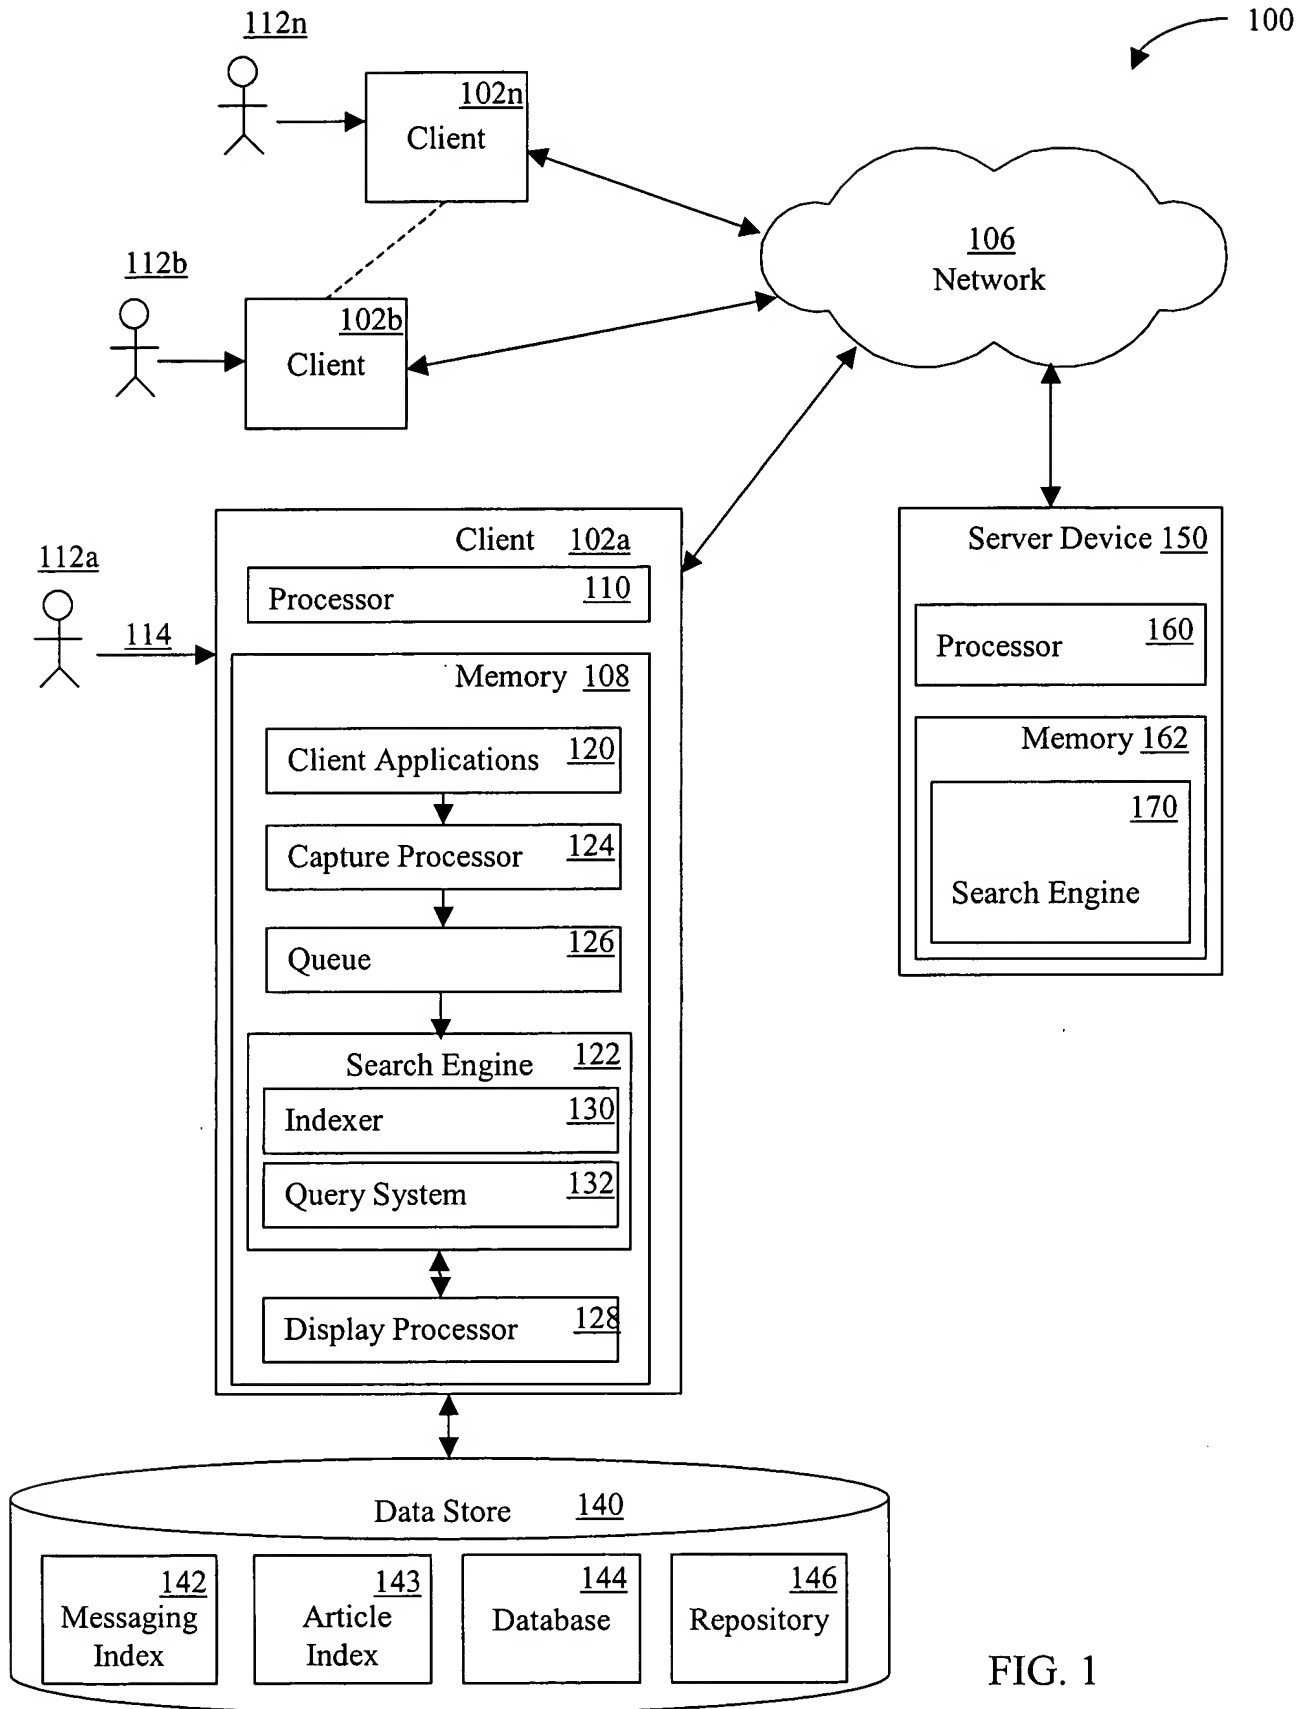 112n
100
102n
Client
112b
106
Network
102b
Client
Client 102a
Server Device 150
112a
Processor 110
114
Processor 160
Memory 108
Memory 162
Client Applications 120
170
Search Engine
Capture Processor 124
Queue 126
Search Engine 122
Indexer 130
Query System 132
Display Processor 128
Data Store 140
142
Messaging
Index
143
Article
Index
144
Database
146
Repository
FIG. 1